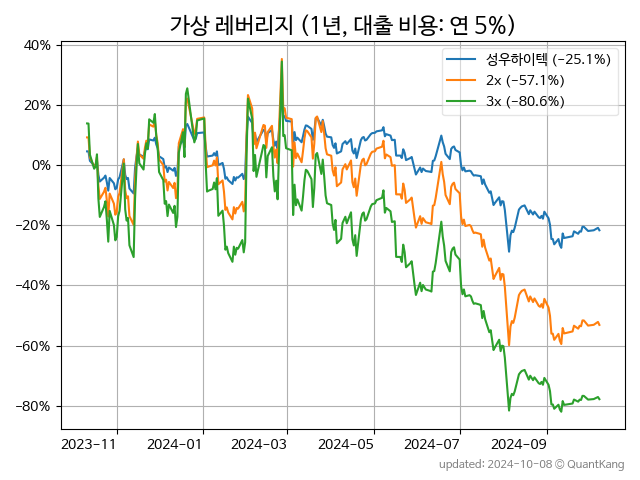 가상 레버리지 (1년, 대출 비용: 연 5%)
성우하이텍 (−25.1%)
2x (−57.1%)
3x (−80.6%)
40%
20%
0%
−20%
−40%
−60%
−80%
2023-11 2024-01 2024-03 2024-05 2024-07 2024-09
updated: 2024-10-08 © QuantKang